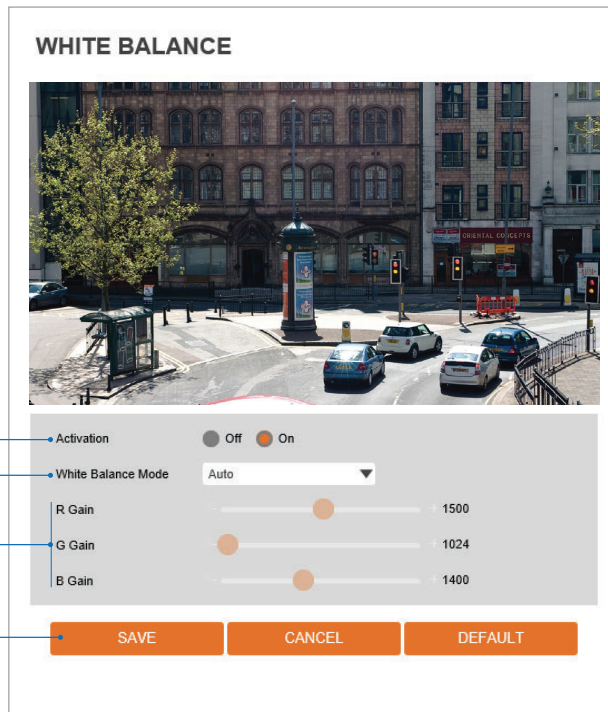 WHITE BALANCE
ORIENTAL CONCEPTS
Activation Off On
White Balance Mode Auto
R Gain - + 1500
G Gain - + 1024
B Gain - + 1400
SAVE CANCEL DEFAULT